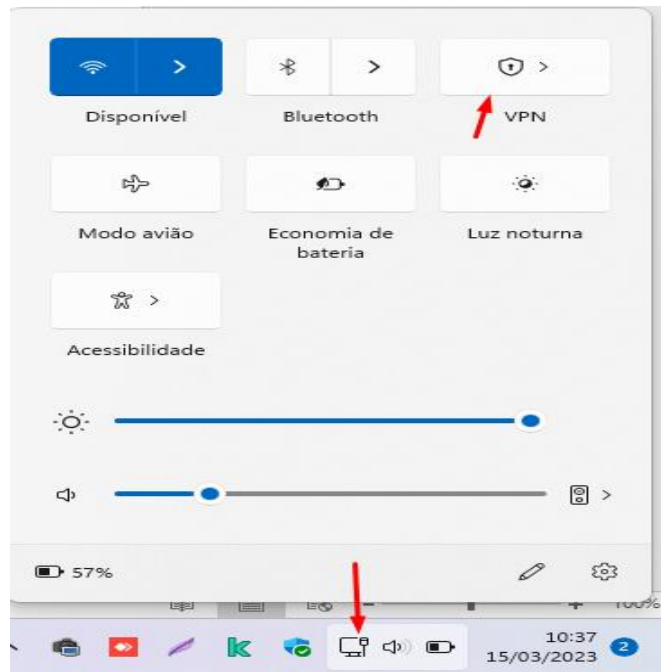 Disponível
Bluetooth
VPN
Modo avião
Economia de
bateria
Luz noturna
Acessibilidade
57%
100%
10:37
15/03/2023
2